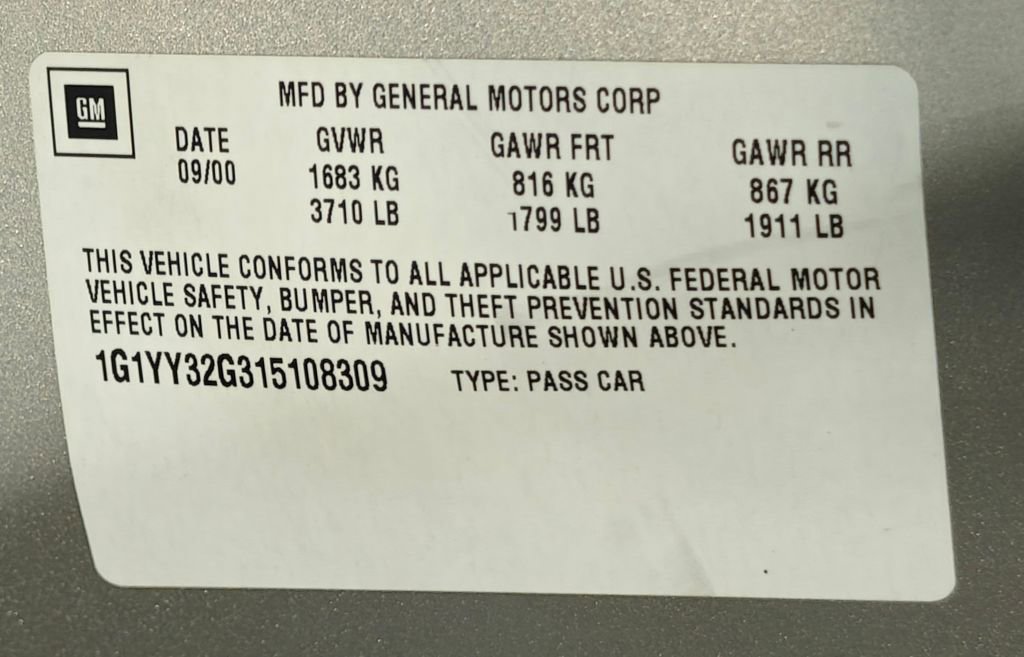 GM
MFD BY GENERAL MOTORS CORP
DATE GVWR GAWR FRT GAWR RR
09/00 1683 KG 816 KG 867 KG
3710 LB 1799 LB 1911 LB
THIS VEHICLE CONFORMS TO ALL APPLICABLE U.S. FEDERAL MOTOR
VEHICLE SAFETY, BUMPER, AND THEFT PREVENTION STANDARDS IN
EFFECT ON THE DATE OF MANUFACTURE SHOWN ABOVE.
1G1YY32G315108309 TYPE: PASS CAR